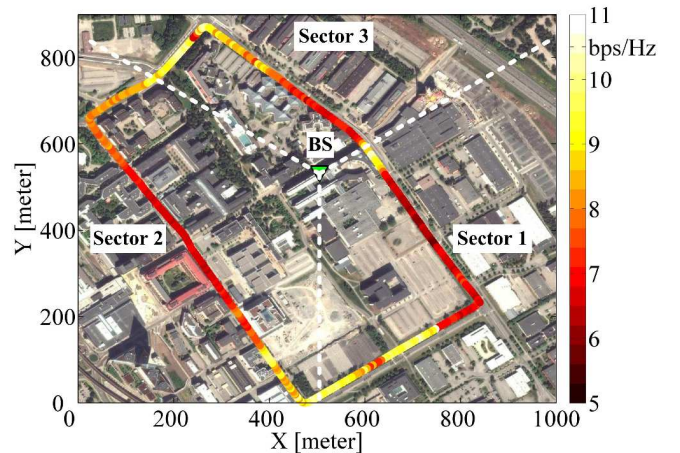 800
600
400
200
0
Y [meter]
0 200 400 600 800 1000
X [meter]
Sector 3
BS
Sector 2
Sector 1
11
bps/Hz
10
9
8
7
6
5